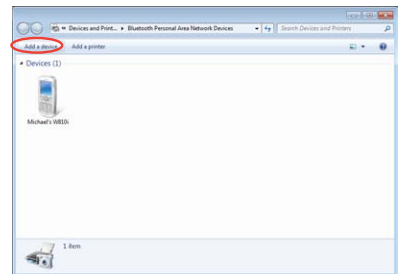 « Devices and Print... ▸ Bluetooth Personal Area Network Devices
Search Devices and Printers
Add a device Add a printer
Devices (1)
Michael's W810i
1 item